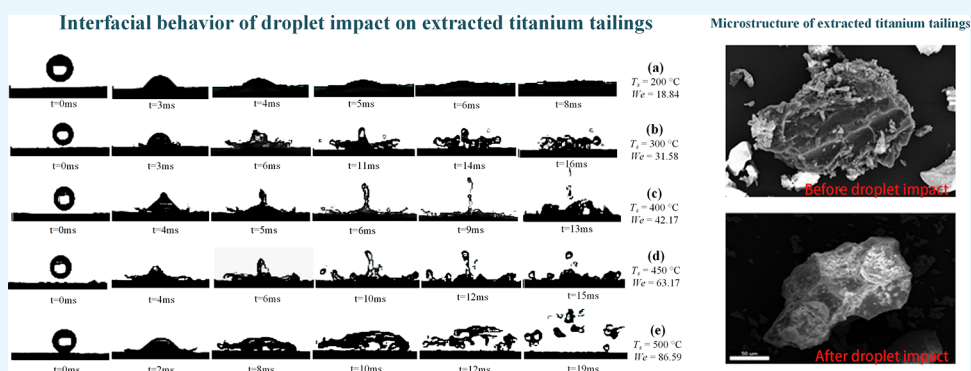 Interfacial behavior of droplet impact on extracted titanium tailings
Microstructure of extracted titanium tailings
(a)
Ts = 200 °C
We = 18.84
t=0ms t=3ms t=4ms t=5ms t=6ms t=8ms
(b)
Ts = 300 °C
We = 31.58
t=0ms t=3ms t=6ms t=11ms t=14ms t=16ms
(c)
Ts = 400 °C
We = 42.17
t=0ms t=4ms t=5ms t=6ms t=9ms t=13ms
(d)
Ts = 450 °C
We = 63.17
t=0ms t=4ms t=6ms t=10ms t=12ms t=15ms
(e)
Ts = 500 °C
We = 86.59
t=0ms t=2ms t=8ms t=10ms t=12ms t=19ms
Before droplet impact
50 um
After droplet impact